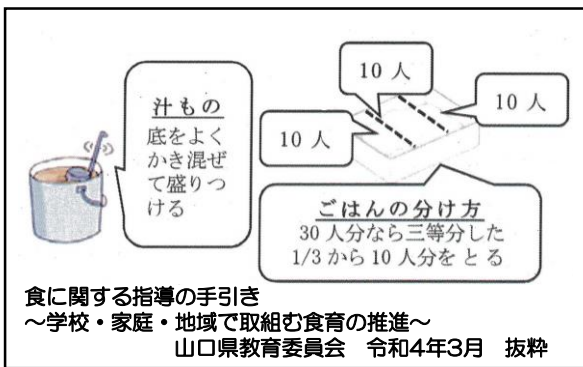 汁もの
底をよく
かき混ぜ
て盛りつ
ける
10 人
10 人
10 人
ごはんの分け方
30 人分なら三等分した
1/3 から 10 人分を とる
食に関する指導の手引き
~学校・家庭・地域で取組む食育の推進~
山口県教育委員会 令和4年3月 抜粋